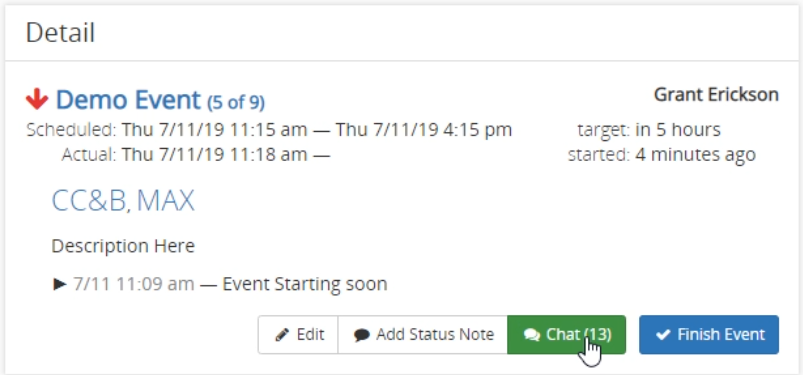 Detail
Demo Event (5 of 9)
Grant Erickson
Scheduled: Thu 7/11/19 11:15 am — Thu 7/11/19 4:15 pm
target: in 5 hours
Actual: Thu 7/11/19 11:18 am —
started: 4 minutes ago
CC&B, MAX
Description Here
► 7/11 11:09 am — Event Starting soon
Edit
Add Status Note
Chat (13)
Finish Event